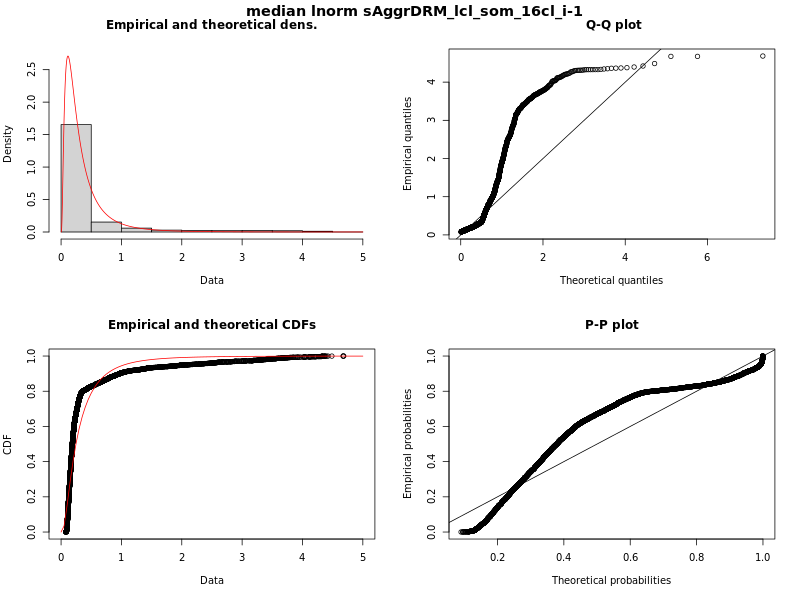 median lnorm sAggrDRM_lcl_som_16cl_i-1
Empirical and theoretical dens.
Density
0.0 0.5 1.0 1.5 2.0 2.5
0 1 2 3 4 5
Data
Q-Q plot
Empirical quantiles
0 1 2 3 4
0 2 4 6
Theoretical quantiles
Empirical and theoretical CDFs
CDF
0.0 0.2 0.4 0.6 0.8 1.0
0 1 2 3 4 5
Data
P-P plot
Empirical probabilities
0.0 0.2 0.4 0.6 0.8 1.0
0.2 0.4 0.6 0.8 1.0
Theoretical probabilities